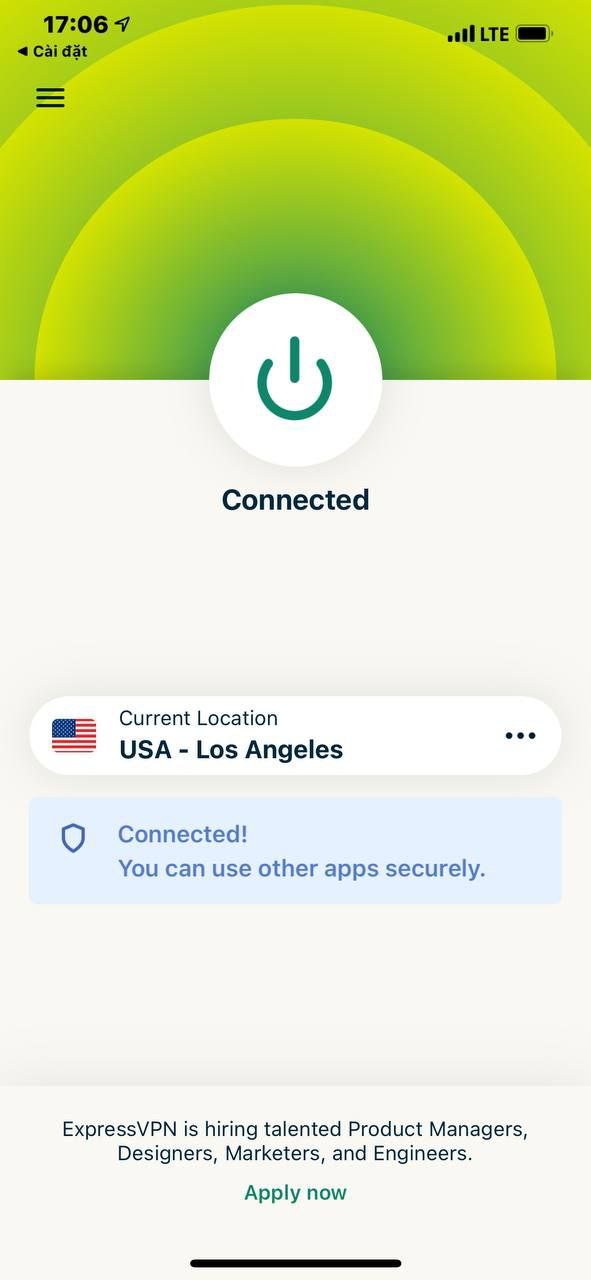 17:06
LTE
Cài đặt
Connected
Current Location
USA - Los Angeles
Connected!
You can use other apps securely.
ExpressVPN is hiring talented Product Managers,
Designers, Marketers, and Engineers.
Apply now